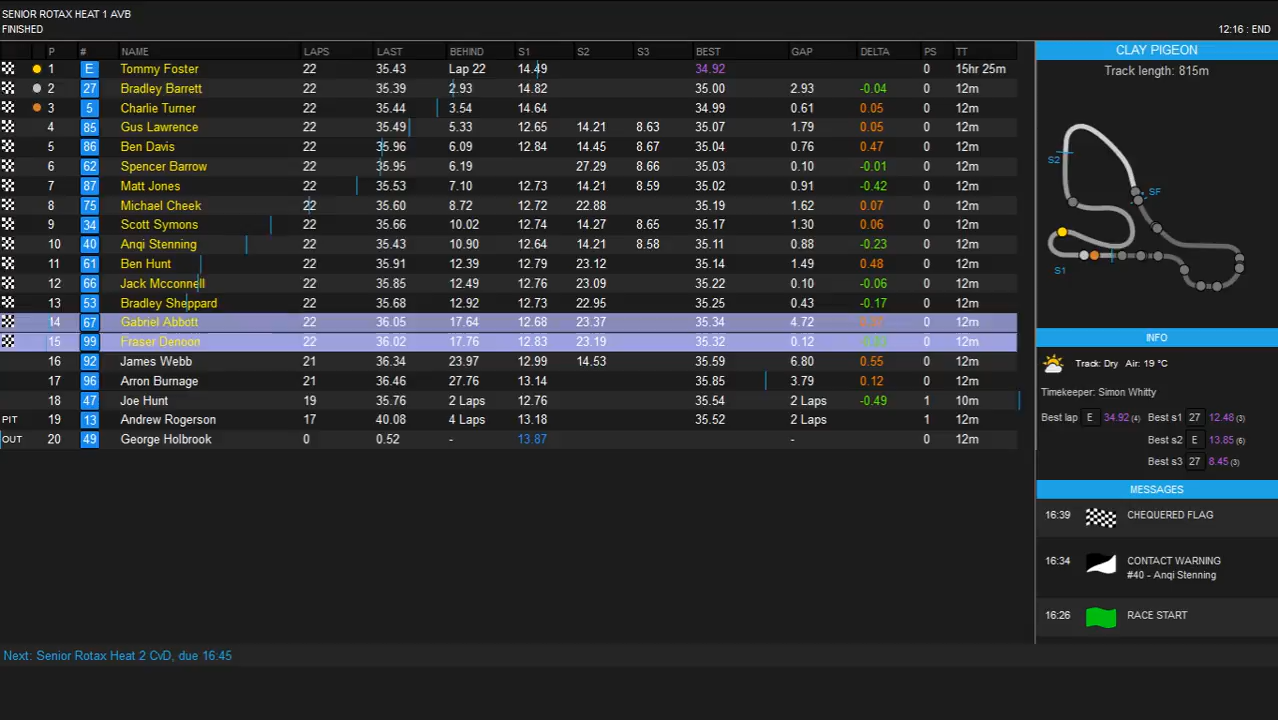 SENIOR ROTAX HEAT 1 AVB
FINISHED
12:16 : END
P # NAME LAPS LAST BEHIND S1 S2 S3 BEST GAP DELTA PS TT
1 E Tommy Foster 22 35.43 Lap 22 14.49 34.92 0 15hr 25m
2 27 Bradley Barrett 22 35.39 2.93 14.82 35.00 2.93 -0.04 0 12m
3 5 Charlie Turner 22 35.44 3.54 14.64 34.99 0.61 0.05 0 12m
4 85 Gus Lawrence 22 35.49 5.33 12.65 14.21 8.63 35.07 1.79 0.05 0 12m
5 86 Ben Davis 22 35.96 6.09 12.84 14.45 8.67 35.04 0.76 0.47 0 12m
6 62 Spencer Barrow 22 35.95 6.19 27.29 8.66 35.03 0.10 -0.01 0 12m
7 87 Matt Jones 22 35.53 7.10 12.73 14.21 8.59 35.02 0.91 -0.42 0 12m
8 75 Michael Cheek 22 35.60 8.72 12.72 22.88 35.19 1.62 0.07 0 12m
9 34 Scott Symons 22 35.66 10.02 12.74 14.27 8.65 35.17 1.30 0.06 0 12m
10 40 Anqi Stenning 22 35.43 10.90 12.64 14.21 8.58 35.11 0.88 -0.23 0 12m
11 61 Ben Hunt 22 35.91 12.39 12.79 23.12 35.14 1.49 0.48 0 12m
12 66 Jack Mcconnell 22 35.85 12.49 12.76 23.09 35.22 0.10 -0.06 0 12m
13 53 Bradley Sheppard 22 35.68 12.92 12.73 22.95 35.25 0.43 -0.17 0 12m
14 67 Gabriel Abbott 22 36.05 17.64 12.68 23.37 35.34 4.72 0 12m
15 99 Fraser Denoon 22 36.02 17.76 12.83 23.19 35.32 0.12 0 12m
16 92 James Webb 21 36.34 23.97 12.99 14.53 35.59 6.80 0.55 0 12m
17 96 Arron Burnage 21 36.46 27.76 13.14 35.85 3.79 0.12 0 12m
18 47 Joe Hunt 19 35.76 2 Laps 12.76 35.54 2 Laps -0.49 1 10m
PIT 19 13 Andrew Rogerson 17 40.08 4 Laps 13.18 35.52 2 Laps 1 12m
OUT 20 49 George Holbrook 0 0.52 - 13.87 - 0 12m
Next: Senior Rotax Heat 2 CvD, due 16:45
CLAY PIGEON
Track length: 815m
S2
SF
S1
INFO
Track: Dry Air: 19 °C
Timekeeper: Simon Whitty
Best lap E 34.92 (4) Best s1 27 12.48 (3)
Best s2 E 13.85 (6)
Best s3 27 8.45 (3)
MESSAGES
16:39 CHEQUERED FLAG
16:34 CONTACT WARNING
#40 - Anqi Stenning
16:26 RACE START